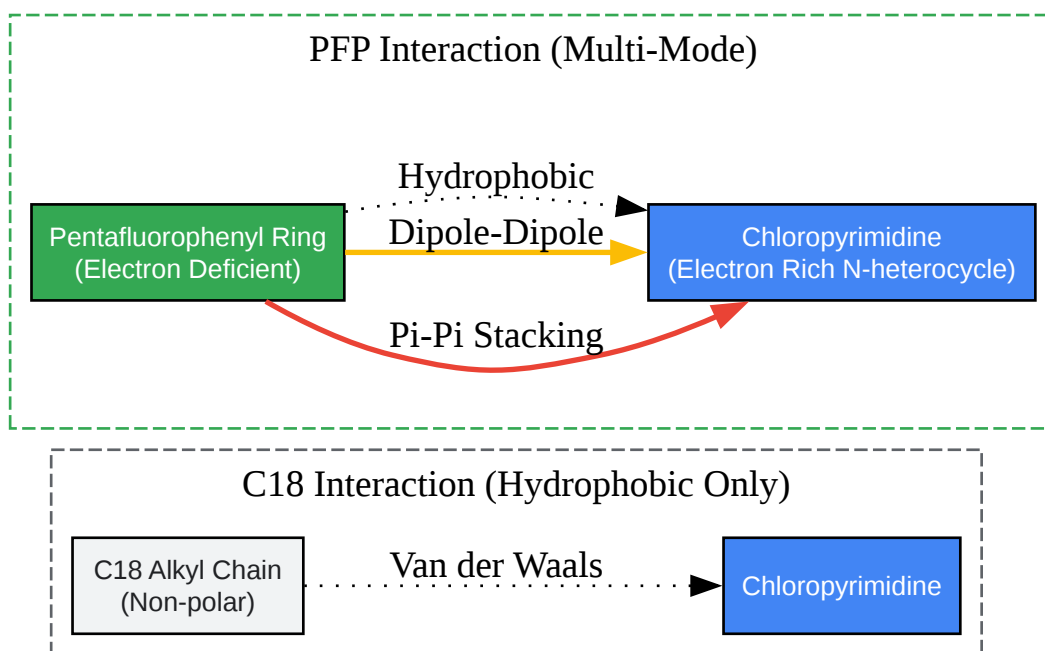 PFP Interaction (Multi-Mode)
Hydrophobic
Pentafluorophenyl Ring
(Electron Deficient)
Dipole-Dipole
Chloropyrimidine
(Electron Rich N-heterocycle)
Pi-Pi Stacking
C18 Interaction (Hydrophobic Only)
C18 Alkyl Chain
(Non-polar)
Van der Waals
Chloropyrimidine